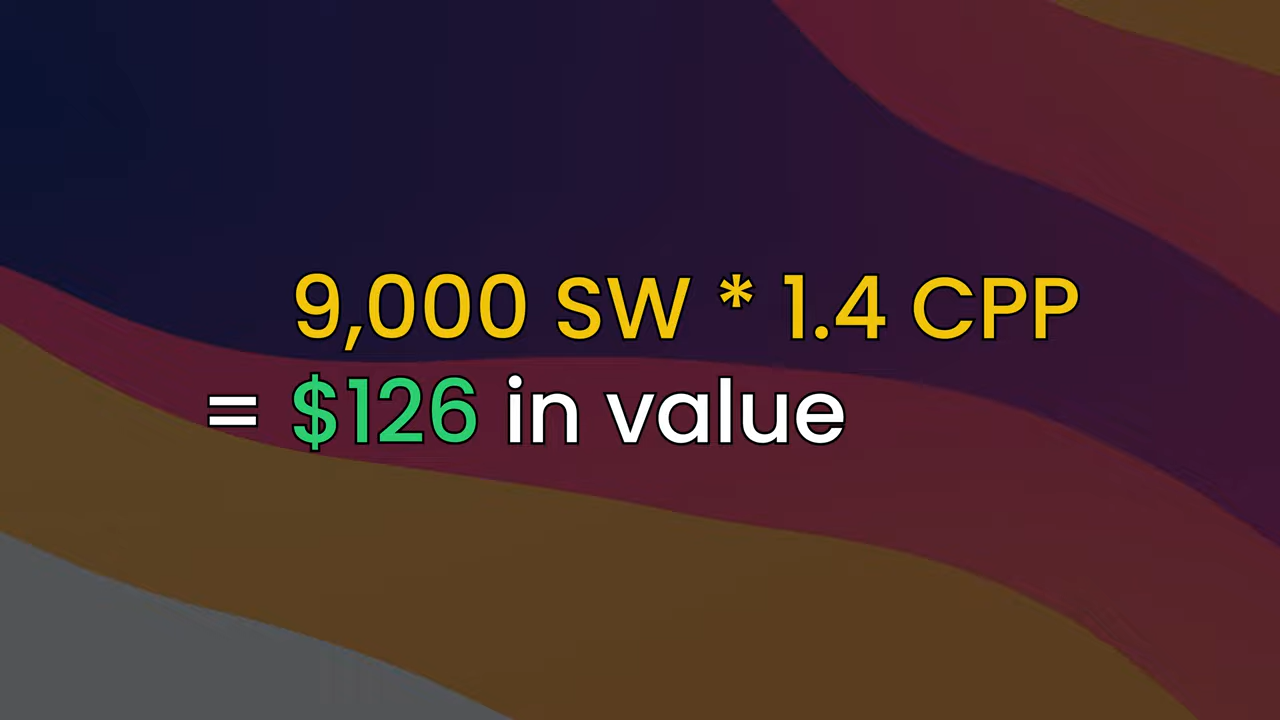 9,000 SW * 1.4 CPP
= $126 in value